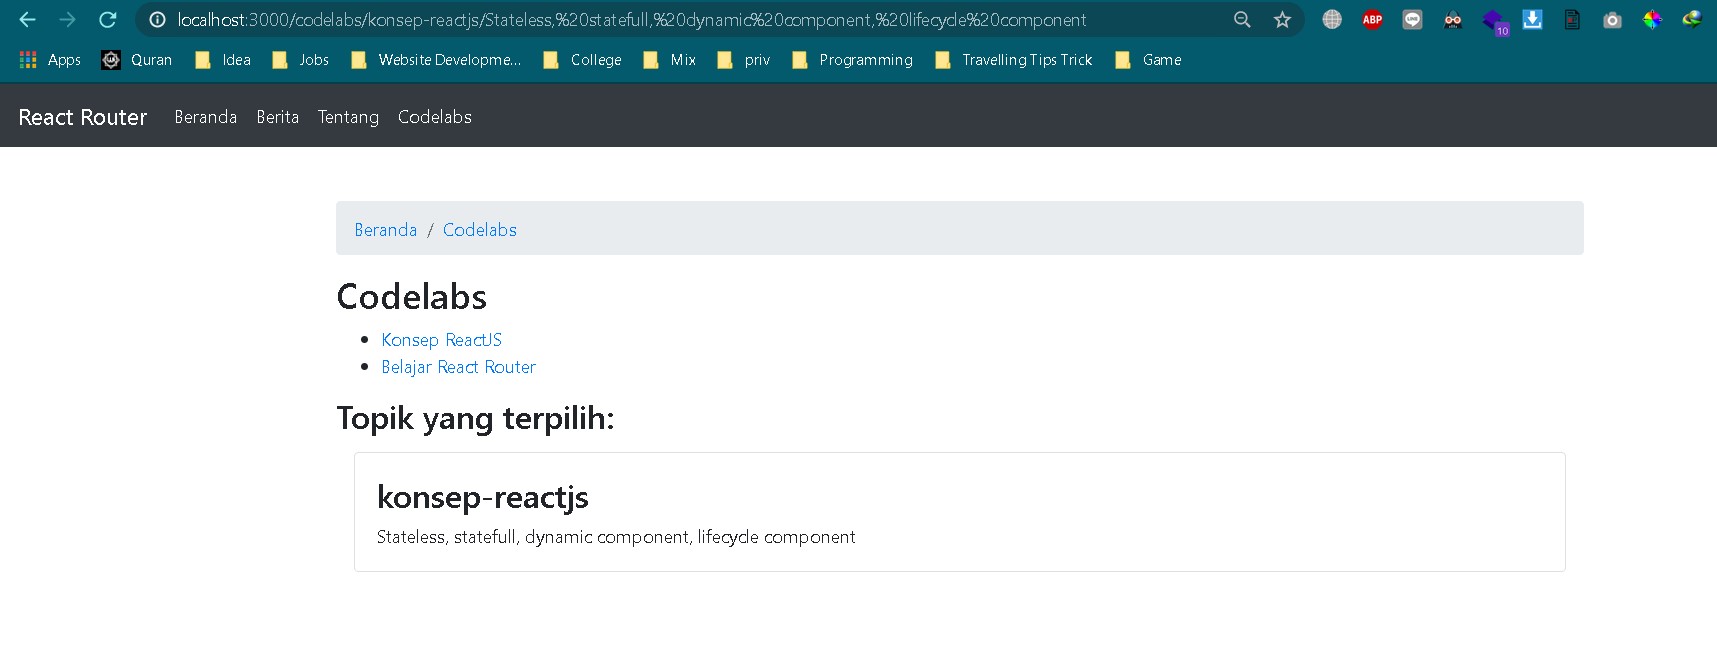 localhost:3000/codelabs/konsep-reactjs/Stateless,%20statefull,%20dynamic%20component,%20lifecycle%20component
ABP
10
Apps Quran Idea Jobs Website Developme... College Mix priv Programming Travelling Tips Trick Game
React Router Beranda Berita Tentang Codelabs
Beranda / Codelabs
Codelabs
Konsep ReactJS
Belajar React Router
Topik yang terpilih:
konsep-reactjs
Stateless, statefull, dynamic component, lifecycle component